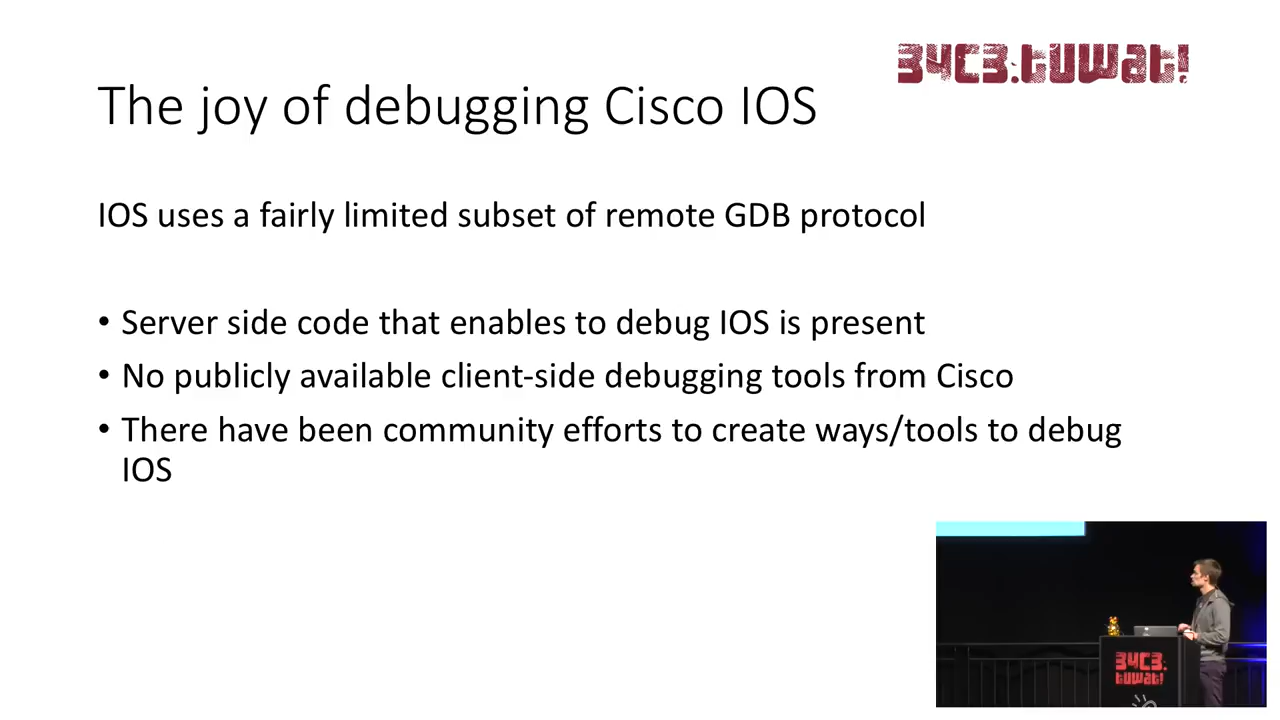 34C3.tuwat!
The joy of debugging Cisco IOS
IOS uses a fairly limited subset of remote GDB protocol
• Server side code that enables to debug IOS is present
• No publicly available client-side debugging tools from Cisco
• There have been community efforts to create ways/tools to debug
IOS
34C3.
tuwat!